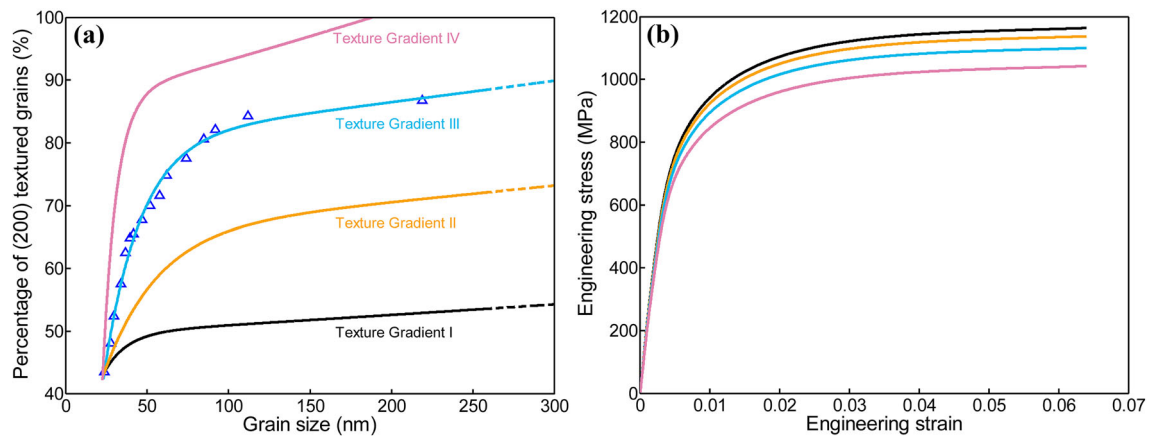 (a)
Percentage of (200) textured grains (%)
100
90
80
70
60
50
40
Texture Gradient IV
Texture Gradient III
Texture Gradient II
Texture Gradient I
0
50
100
150
200
250
300
Grain size (nm)
(b)
Engineering stress (MPa)
1200
1000
800
600
400
200
0
0
0.01
0.02
0.03
0.04
0.05
0.06
0.07
Engineering strain